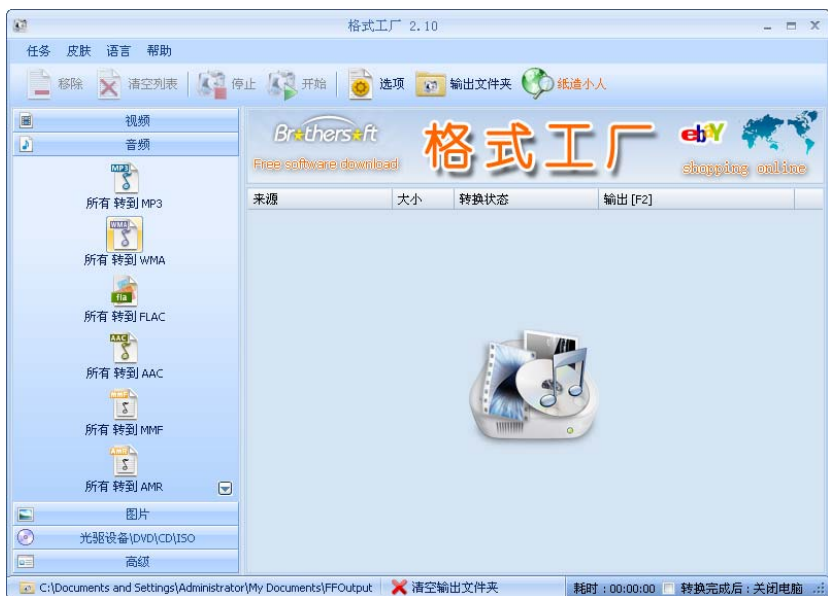 格式工厂 2.10
任务 皮肤 语言 帮助
移除 清空列表 停止 开始 选项 输出文件夹 纸造小人
视频
音频
MP3
所有 转到 MP3
WMA
所有 转到 WMA
fla
所有 转到 FLAC
AAC
所有 转到 AAC
所有 转到 MMF
AMR
所有 转到 AMR
图片
光驱设备\DVD\CD\ISO
高级
Brothersoft
Free software download
格式工厂
ebY
shopping online
来源 大小 转换状态 输出 [F2]
C:\Documents and Settings\Administrator\My Documents\FFOutput 清空输出文件夹 耗时 : 00:00:00 转换完成后 : 关闭电脑